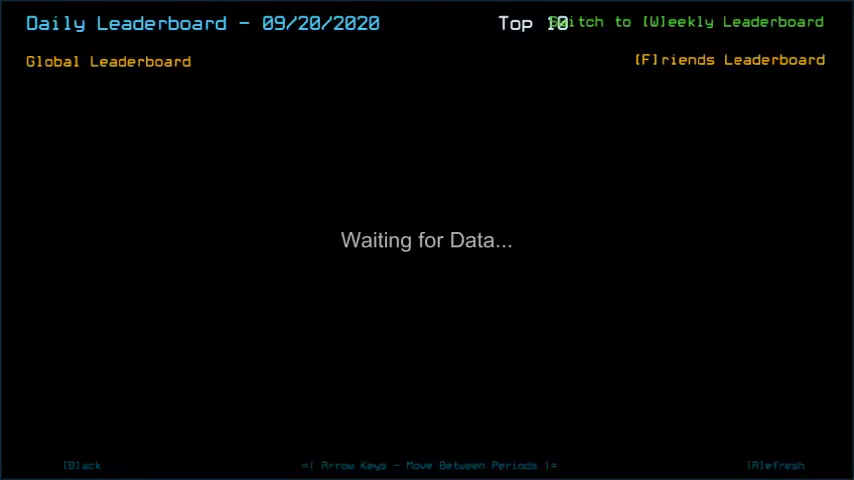 Daily Leaderboard - 09/20/2020
Top 10
Switch to [W]eekly Leaderboard
Global Leaderboard
[F]riends Leaderboard
Waiting for Data...
[B]ack
=[ Arrow Keys - Move Between Periods ]=
[R]efresh